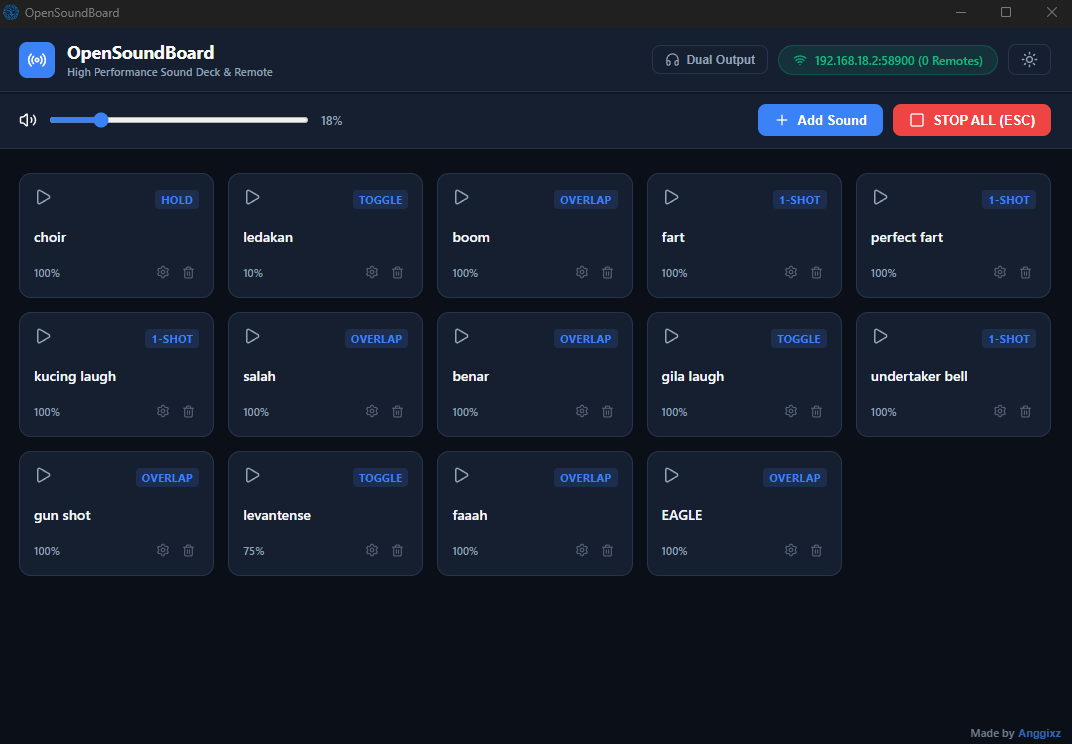 OpenSoundBoard
OpenSoundBoard
High Performance Sound Deck & Remote
Dual Output
192.168.18.2:58900 (0 Remotes)
18%
Add Sound
STOP ALL (ESC)
HOLD
choir
100%
TOGGLE
ledakan
10%
OVERLAP
boom
100%
1-SHOT
fart
100%
1-SHOT
perfect fart
100%
1-SHOT
kucing laugh
100%
OVERLAP
salah
100%
OVERLAP
benar
100%
TOGGLE
gila laugh
100%
1-SHOT
undertaker bell
100%
OVERLAP
gun shot
100%
TOGGLE
levantense
75%
OVERLAP
faaah
100%
OVERLAP
EAGLE
100%
Made by Anggixz